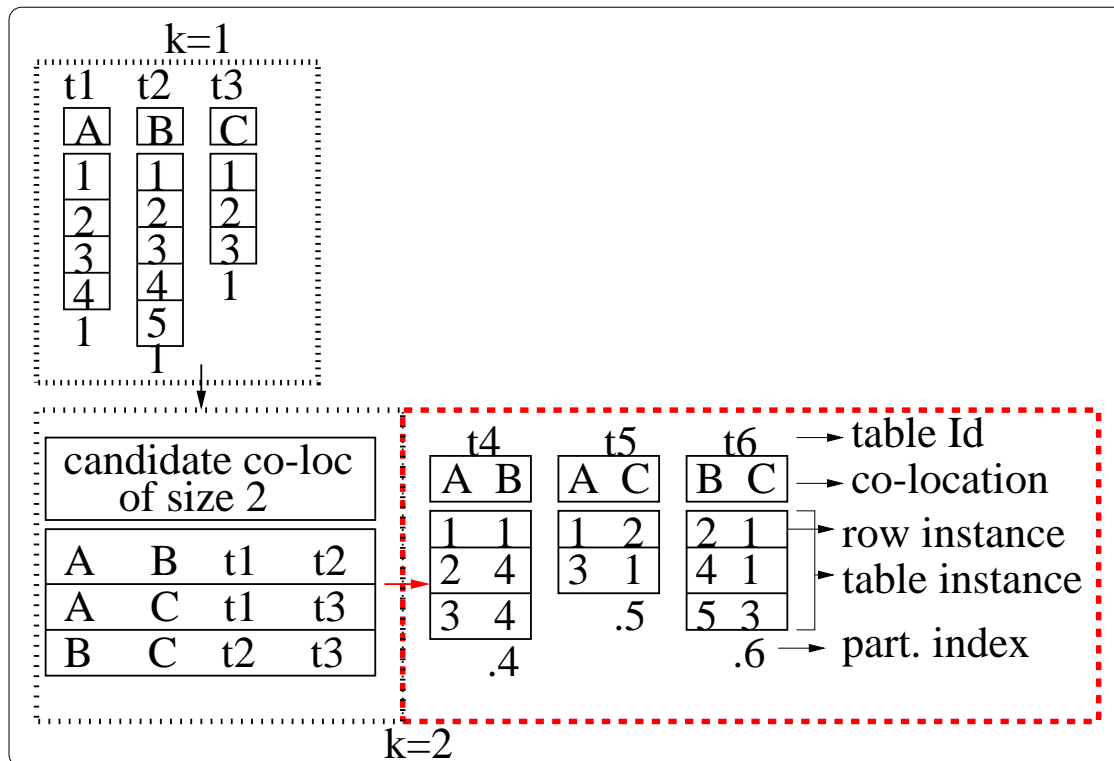 k=1
t1 t2 t3
A B C
1 1 1
2 2 2
3 3 3
4 4 1
1 5
1
candidate co-loc
of size 2
A B t1 t2
A C t1 t3
B C t2 t3
t4 t5 t6 table Id
A B A C B C co-location
1 1 1 2 2 1 row instance
2 4 3 1 4 1 table instance
3 4 .5 5 3
.4 .6 part. index
k=2